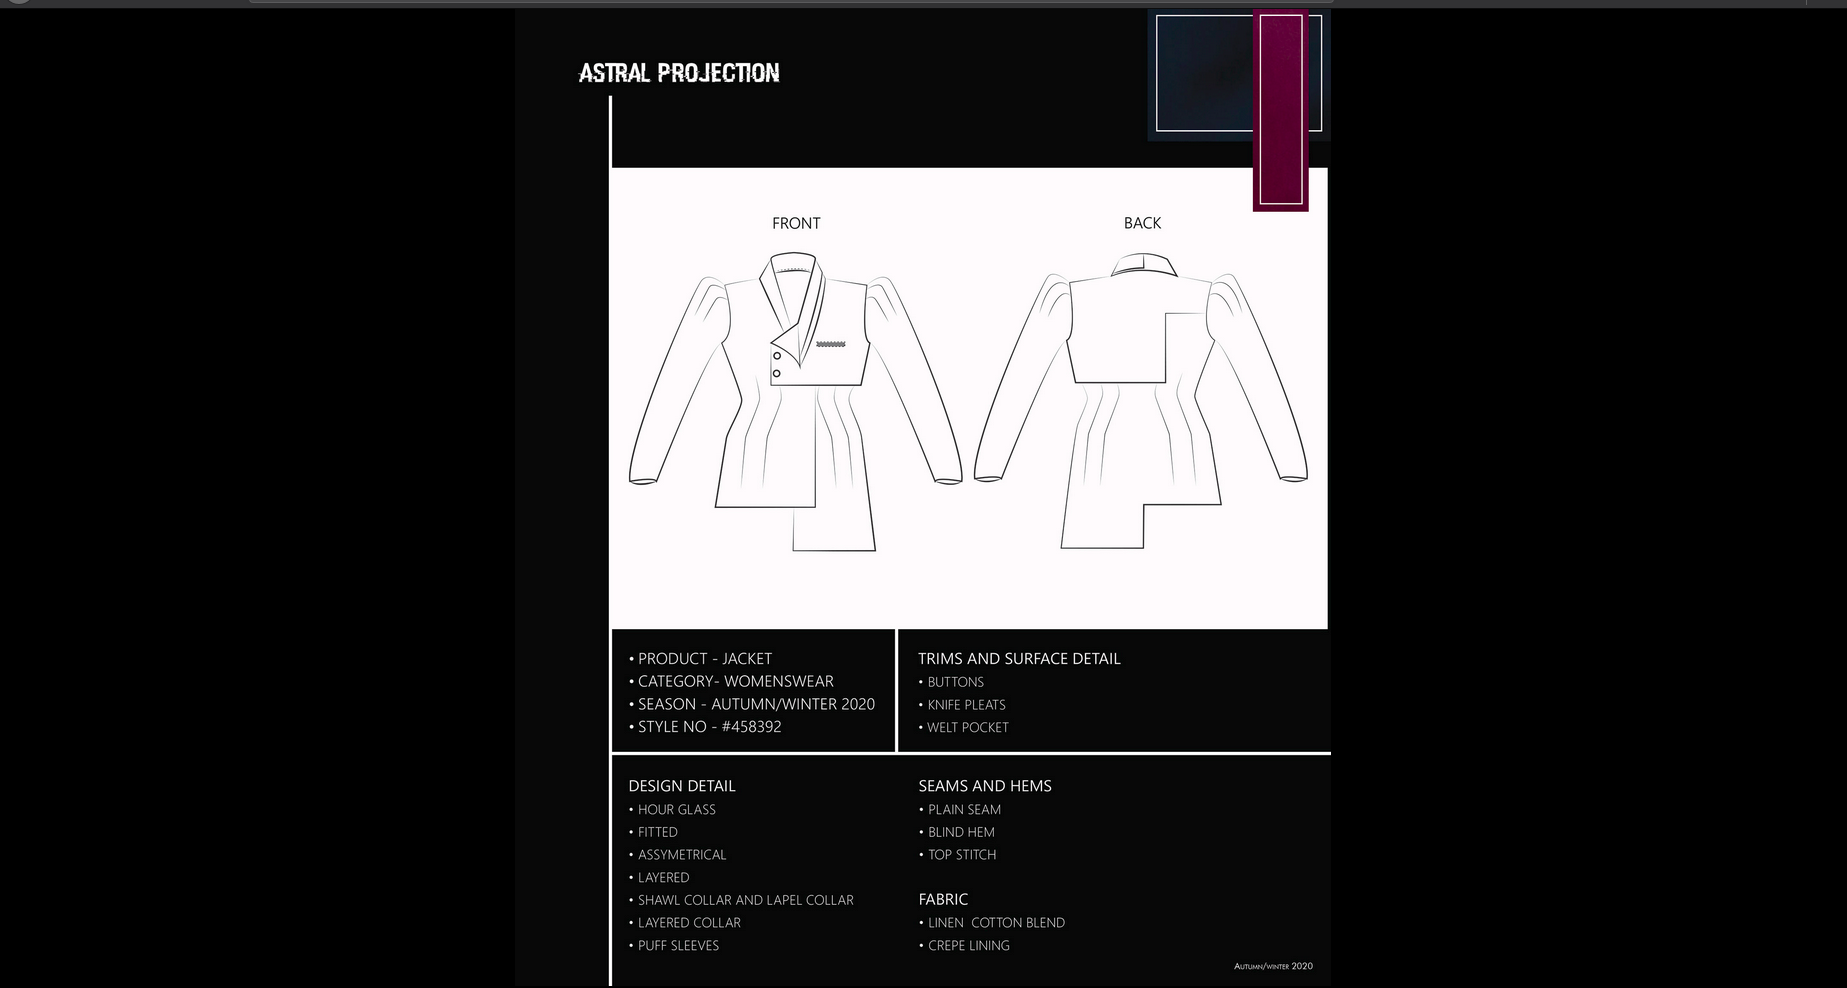 ASTRAL PROJECTION
FRONT
BACK
• PRODUCT - JACKET
• CATEGORY- WOMENSWEAR
• SEASON - AUTUMN/WINTER 2020
• STYLE NO - #458392
TRIMS AND SURFACE DETAIL
• BUTTONS
• KNIFE PLEATS
• WELT POCKET
DESIGN DETAIL
• HOUR GLASS
• FITTED
• ASSYMETRICAL
• LAYERED
• SHAWL COLLAR AND LAPEL COLLAR
• LAYERED COLLAR
• PUFF SLEEVES
SEAMS AND HEMS
• PLAIN SEAM
• BLIND HEM
• TOP STITCH
FABRIC
• LINEN  COTTON BLEND
• CREPE LINING
AUTUMN/WINTER 2020